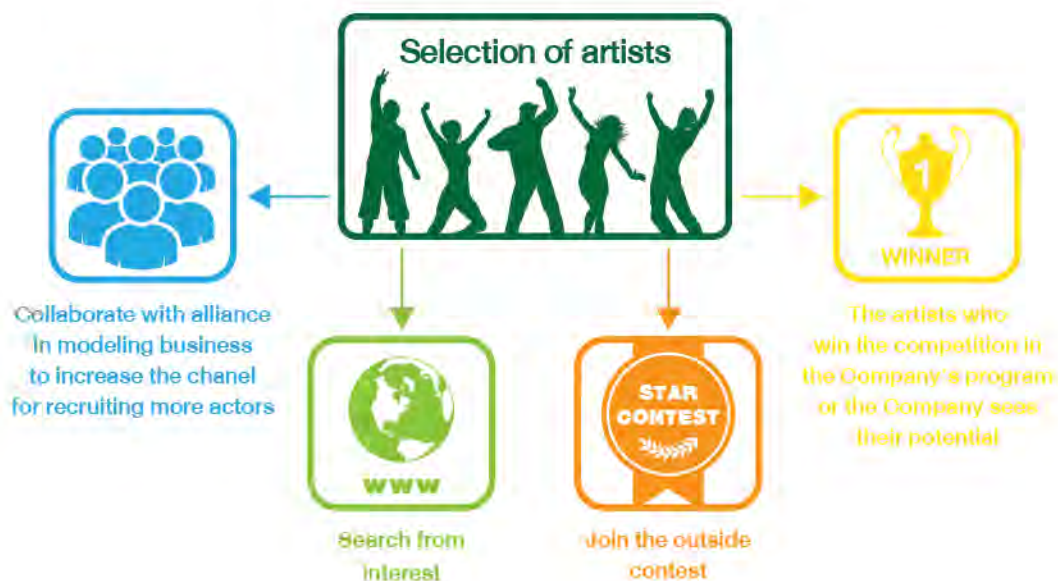 Selection of artists
Collaborate with alliance
in modeling business
to increase the chanel
for recruiting more actors
WWW
Search from
interest
STAR
CONTEST
Join the outside
contest
1
WINNER
The artists who
win the competition in
the Company's program
or the Company sees
their potential